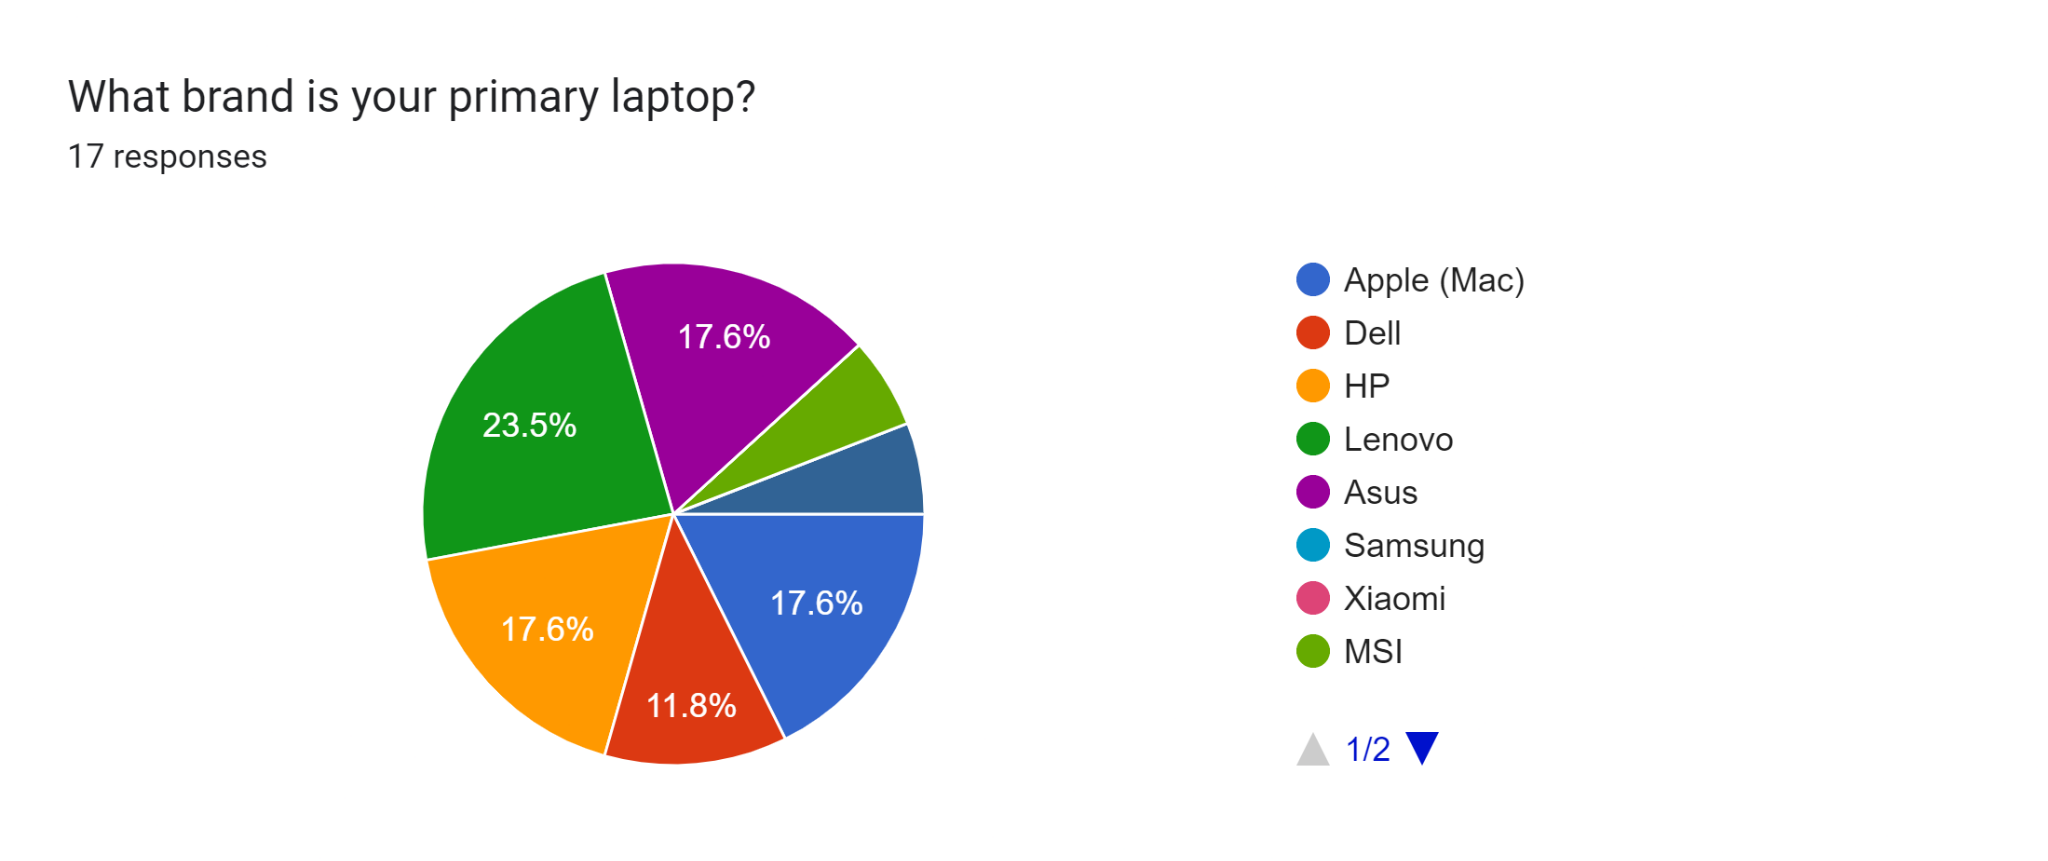 What brand is your primary laptop?
17 responses
17.6%
23.5%
17.6%
17.6%
11.8%
Apple (Mac)
Dell
HP
Lenovo
Asus
Samsung
Xiaomi
MSI
1/2